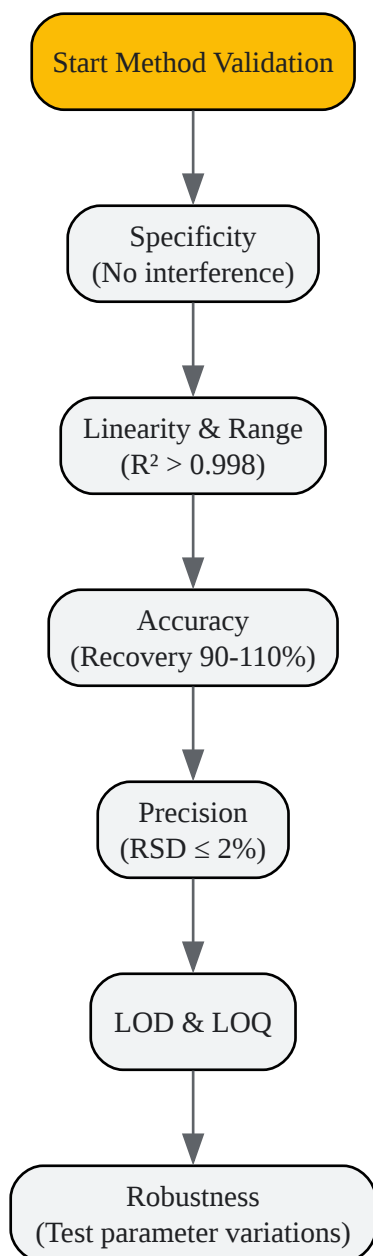 Start Method Validation
Specificity
(No interference)
Linearity & Range
(R² > 0.998)
Accuracy
(Recovery 90-110%)
Precision
(RSD ≤ 2%)
LOD & LOQ
Robustness
(Test parameter variations)